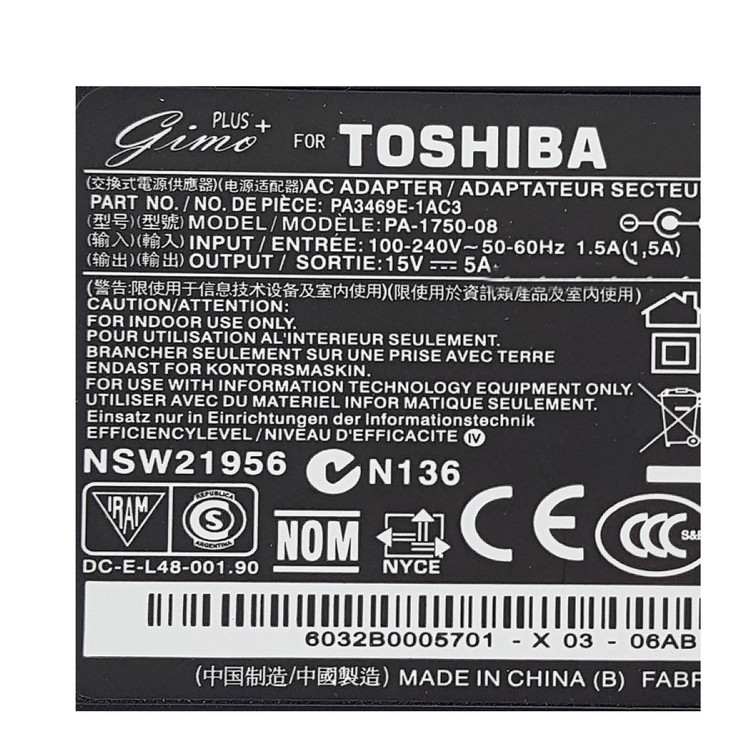 Gimo PLUS + FOR TOSHIBA
(交換式電源供應器)(电源适配器)AC ADAPTER / ADAPTATEUR SECTEU
PART NO. / NO. DE PIÈCE: PA3469E-1AC3
(型号)(型號) MODEL / MODÈLE: PA-1750-08
(输入)(輸入) INPUT / ENTRÉE: 100-240V~50-60Hz 1.5A(1,5A)
(输出)(輸出) OUTPUT / SORTIE: 15V ⎓ 5A
(警告:限使用于信息技术设备及室内使用)(限使用於資訊類產品及室内使用)
CAUTION/ATTENTION:
FOR INDOOR USE ONLY.
POUR UTILISATION AL'INTERIEUR SEULEMENT.
BRANCHER SEULEMENT SUR UNE PRISE AVEC TERRE
ENDAST FOR KONTORSMASKIN.
FOR USE WITH INFORMATION TECHNOLOGY EQUIPMENT ONLY.
UTILISER AVEC DU MATERIEL INFOR MATIQUE SEULEMENT.
Einsatz nur in Einrichtungen der Informationstechnik
EFFICIENCYLEVEL / NIVEAU D'EFFICACITE IV
NSW21956 N136
IRAM REPUBLICA S ARGENTINA NOM NYCE CE CCC S&E
DC-E-L48-001.90
6032B0005701 - X 03 - 06AB
(中国制造/中國製造) MADE IN CHINA (B) FABR